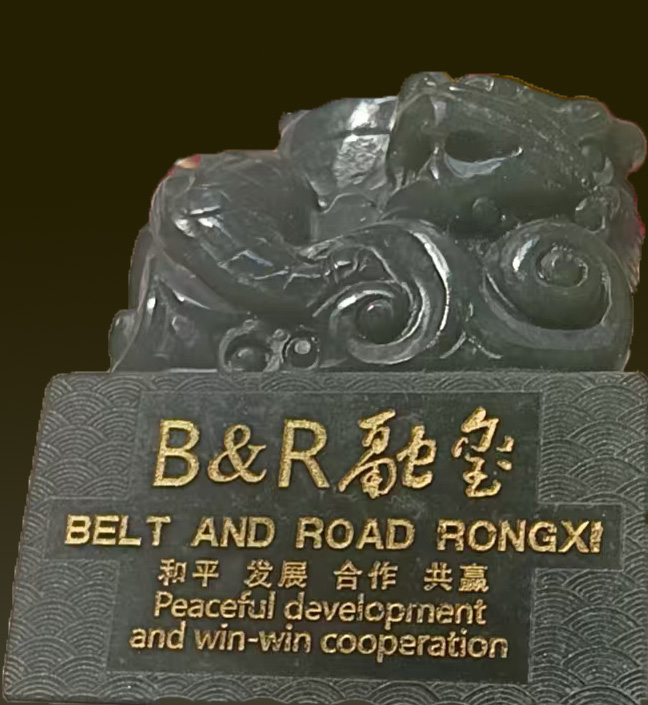 B&R融玺
BELT AND ROAD RONGXI
和平 发展 合作 共赢
Peaceful development
and win-win cooperation